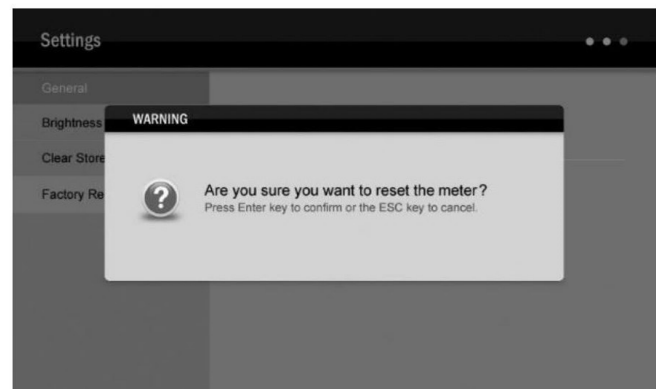 Settings
General
Brightness
WARNING
Clear Store
Factory Re
Are you sure you want to reset the meter?
Press Enter key to confirm or the ESC key to cancel.
?